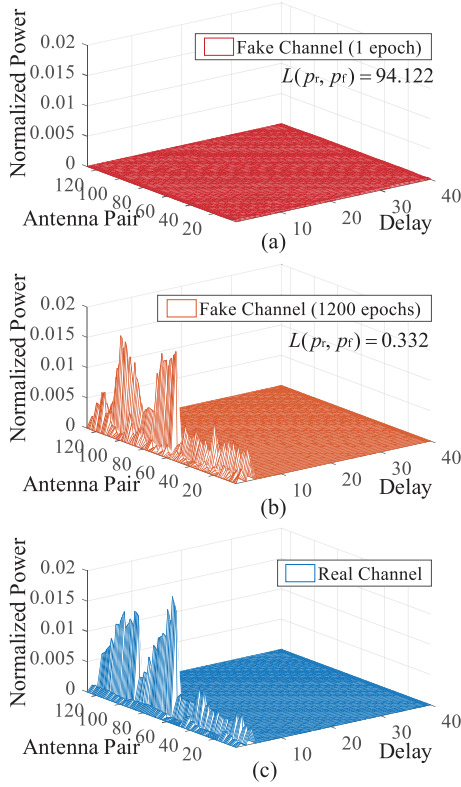 0.02
Fake Channel (1 epoch)
L(pr, pf) = 94.122
0.015
0.01
0.005
0
Normalized Power
120
100
80
60
40
20
Antenna Pair
10
20
30
40
Delay
(a)
0.02
Fake Channel (1200 epochs)
L(pr, pf) = 0.332
0.015
0.01
0.005
0
Normalized Power
120
100
80
60
40
20
Antenna Pair
10
20
30
40
Delay
(b)
0.02
Real Channel
0.015
0.01
0.005
0
Normalized Power
120
100
80
60
40
20
Antenna Pair
10
20
30
40
Delay
(c)